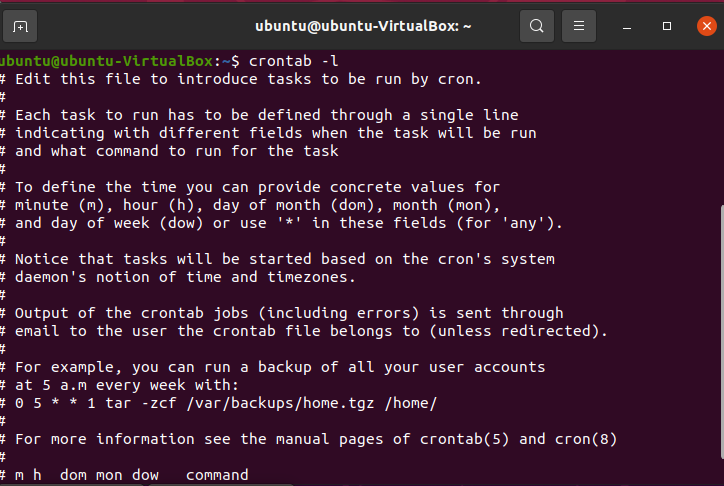 ubuntu@ubuntu-VirtualBox: ~
ubuntu@ubuntu-VirtualBox:~$ crontab -l
# Edit this file to introduce tasks to be run by cron.
#
# Each task to run has to be defined through a single line
# indicating with different fields when the task will be run
# and what command to run for the task
#
# To define the time you can provide concrete values for
# minute (m), hour (h), day of month (dom), month (mon),
# and day of week (dow) or use '*' in these fields (for 'any').
#
# Notice that tasks will be started based on the cron's system
# daemon's notion of time and timezones.
#
# Output of the crontab jobs (including errors) is sent through
# email to the user the crontab file belongs to (unless redirected).
#
# For example, you can run a backup of all your user accounts
# at 5 a.m every week with:
# 0 5 * * 1 tar -zcf /var/backups/home.tgz /home/
#
# For more information see the manual pages of crontab(5) and cron(8)
#
# m h  dom mon dow   command